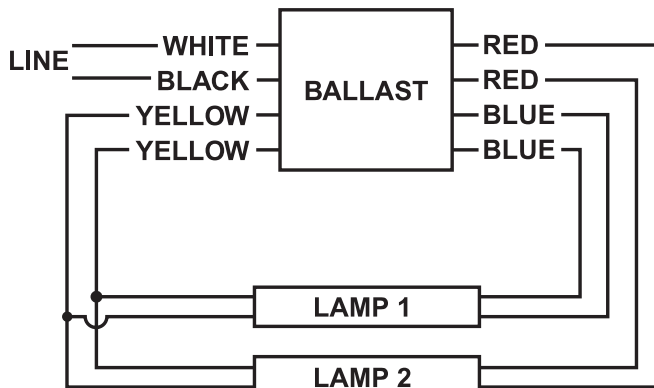 LINE
WHITE
BLACK
YELLOW
YELLOW
BALLAST
RED
RED
BLUE
BLUE
LAMP 1
LAMP 2